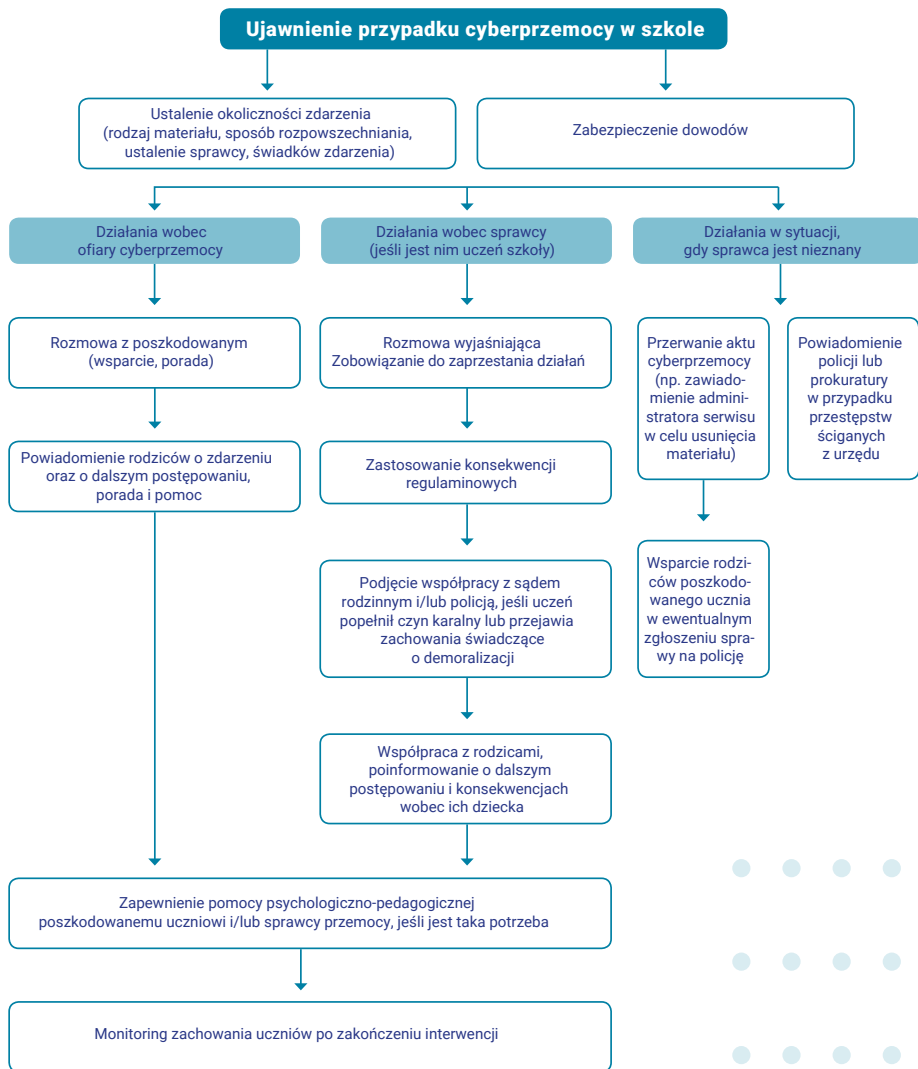 Ujawnienie przypadku cyberprzemocy w szkole
Ustalenie okoliczności zdarzenia
(rodzaj materiału, sposób rozpowszechniania,
ustalenie sprawcy, świadków zdarzenia)
Zabezpieczenie dowodów
Działania wobec
ofiary cyberprzemocy
Działania wobec sprawcy
(jeśli jest nim uczeń szkoły)
Działania w sytuacji,
gdy sprawca jest nieznany
Rozmowa z poszkodowanym
(wsparcie, porada)
Powiadomienie rodziców o zdarzeniu
oraz o dalszym postępowaniu,
porada i pomoc
Rozmowa wyjaśniająca
Zobowiązanie do zaprzestania działań
Zastosowanie konsekwencji
regulaminowych
Podjęcie współpracy z sądem
rodzinnym i/lub policją, jeśli uczeń
popełnił czyn karalny lub przejawia
zachowania świadczące
o demoralizacji
Współpraca z rodzicami,
poinformowanie o dalszym
postępowaniu i konsekwencjach
wobec ich dziecka
Przerwanie aktu
cyberprzemocy
(np. zawiado-
mienie admini-
stratora serwisu
w celu usunięcia
materiału)
Wsparcie rodzi-
ców poszkodo-
wanego ucznia
w ewentualnym
zgłoszeniu spra-
wy na policję
Powiadomienie
policji lub
prokuratury
w przypadku
przestępstw
ściganych
z urzędu
Zapewnienie pomocy psychologiczno-pedagogicznej
poszkodowanemu uczniowi i/lub sprawcy przemocy, jeśli jest taka potrzeba
Monitoring zachowania uczniów po zakończeniu interwencji